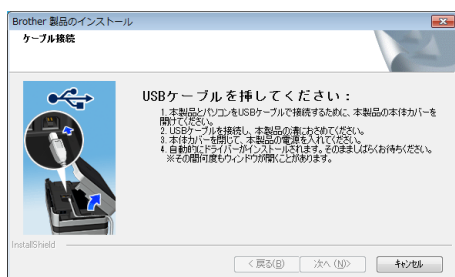 Brother 製品のインストール
ケーブル接続
USBケーブルを挿してください：
1. 本製品とパソコンをUSBケーブルで接続するために、本製品の本体カバーを
開けてください。
2. USBケーブルを接続し、本製品の溝におさめてください。
3. 本体カバーを閉じて、本製品の電源を入れてください。
4. 自動的にドライバーがインストールされます。そのまましばらくお待ちください。
※その間何度もウィンドウが開くことがあります。
InstallShield
< 戻る(B)
次へ (N)>
キャンセル